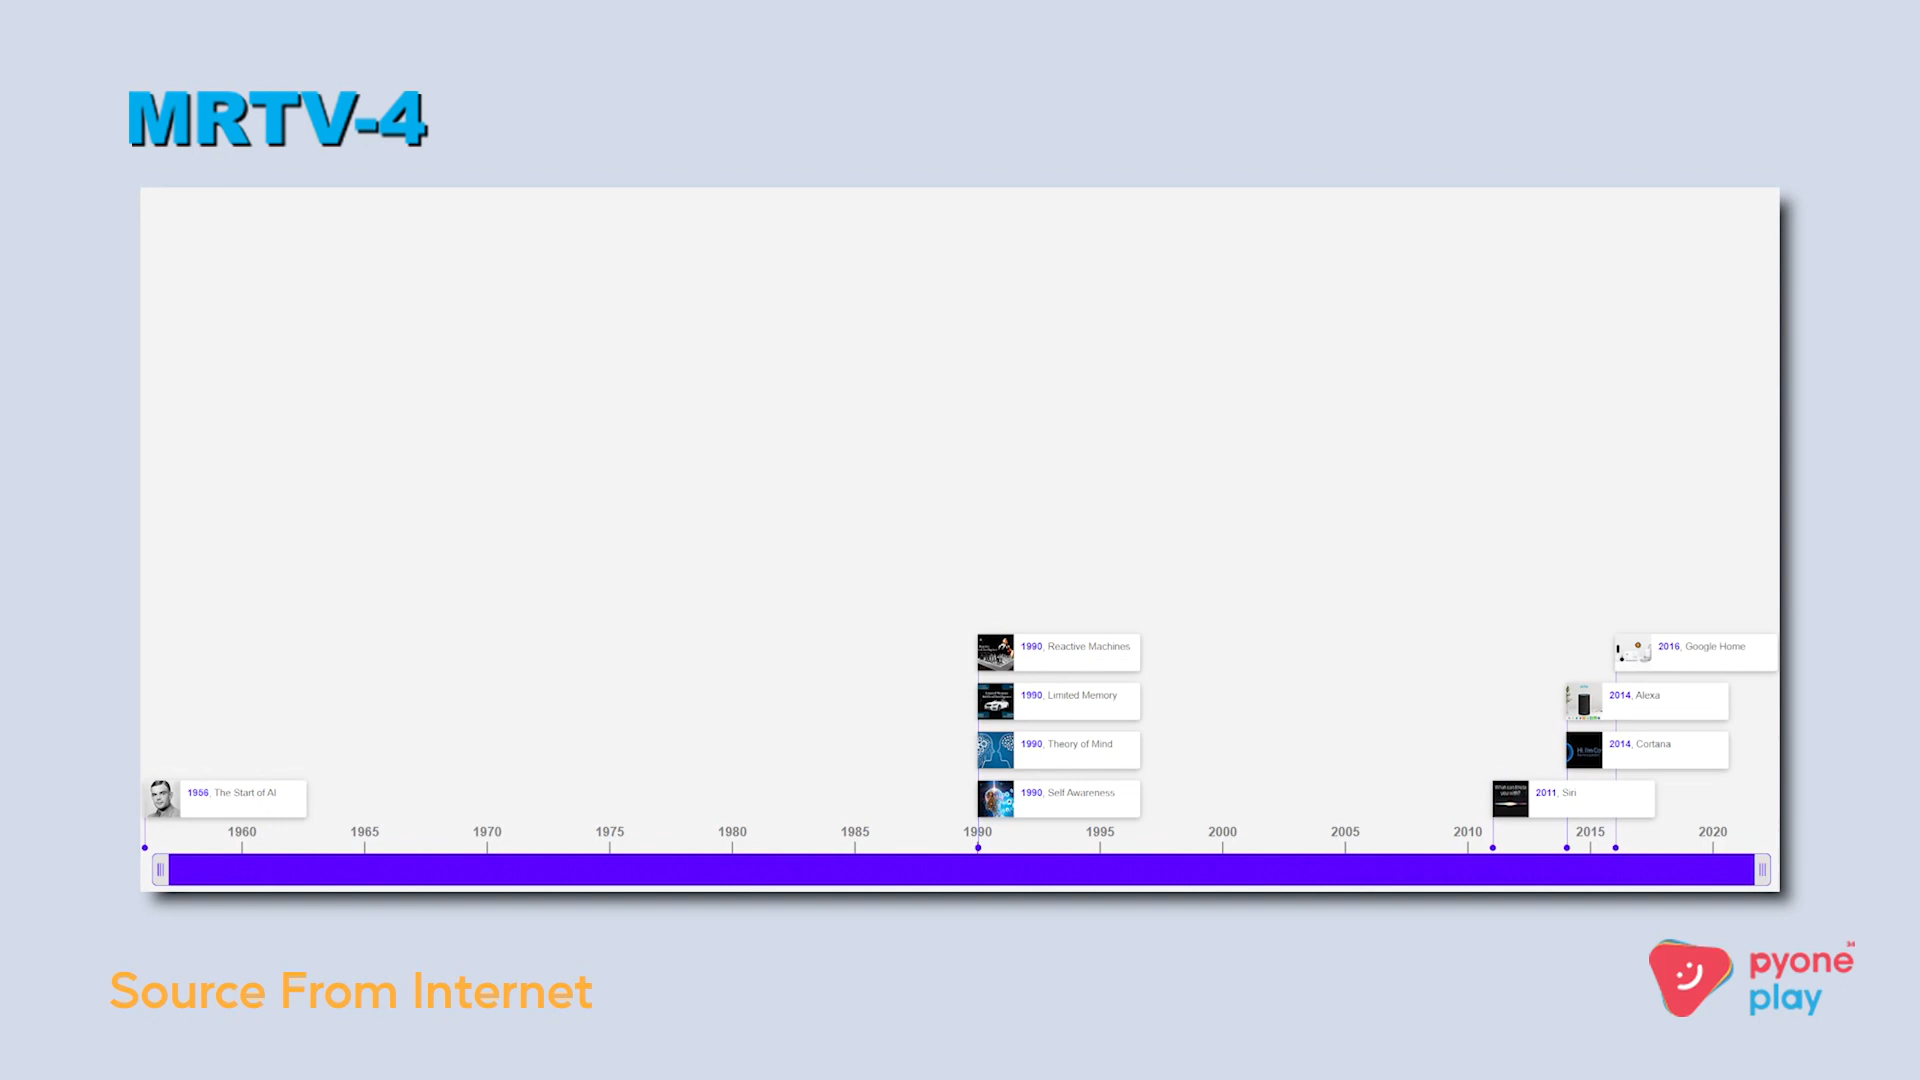 MRTV-4
1990, Reactive Machines
2016, Google Home
1990, Limited Memory
2014, Alexa
1990, Theory of Mind
2014, Cortana
1956, The Start of AI
1990, Self Awareness
2011, Siri
1960 1965 1970 1975 1980 1985 1990 1995 2000 2005 2010 2015 2020
Source From Internet
pyone
play